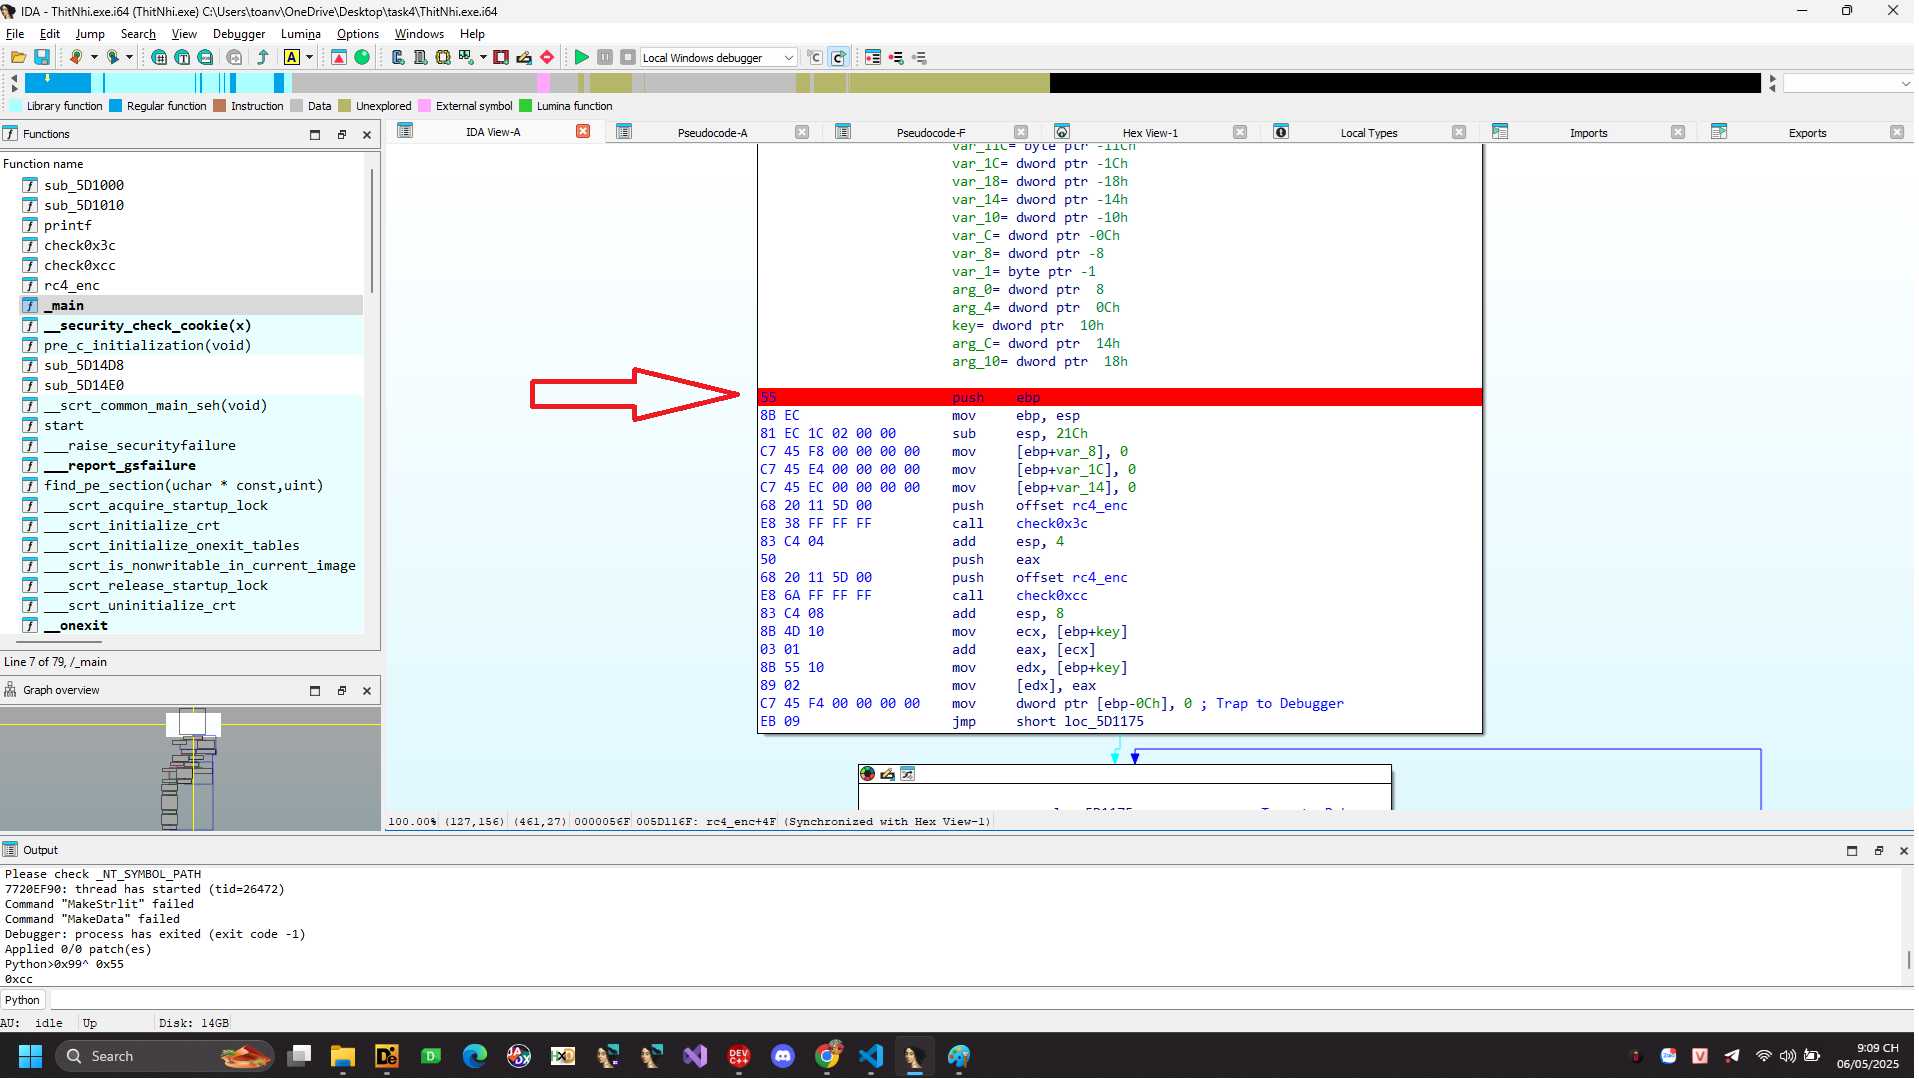 IDA - ThitNhi.exe.i64 (ThitNhi.exe) C:\Users\toanv\OneDrive\Desktop\task4\ThitNhi.exe.i64
File Edit Jump Search View Debugger Lumina Options Windows Help
A Local Windows debugger
Library function Regular function Instruction Data Unexplored External symbol Lumina function
Functions
IDA View-A Pseudocode-A Pseudocode-F Hex View-1 Local Types Imports Exports
Function name
sub_5D1000
sub_5D1010
printf
check0x3c
check0xcc
rc4_enc
_main
__security_check_cookie(x)
pre_c_initialization(void)
sub_5D14D8
sub_5D14E0
__scrt_common_main_seh(void)
start
___raise_securityfailure
___report_gsfailure
find_pe_section(uchar * const,uint)
___scrt_acquire_startup_lock
___scrt_initialize_crt
___scrt_initialize_onexit_tables
___scrt_is_nonwritable_in_current_image
___scrt_release_startup_lock
___scrt_uninitialize_crt
__onexit
Line 7 of 79, /_main
Graph overview
var_11C= byte ptr -11Ch
var_1C= dword ptr -1Ch
var_18= dword ptr -18h
var_14= dword ptr -14h
var_10= dword ptr -10h
var_C= dword ptr -0Ch
var_8= dword ptr -8
var_1= byte ptr -1
arg_0= dword ptr 8
arg_4= dword ptr 0Ch
key= dword ptr 10h
arg_C= dword ptr 14h
arg_10= dword ptr 18h
55 push ebp
8B EC mov ebp, esp
81 EC 1C 02 00 00 sub esp, 21Ch
C7 45 F8 00 00 00 00 mov [ebp+var_8], 0
C7 45 E4 00 00 00 00 mov [ebp+var_1C], 0
C7 45 EC 00 00 00 00 mov [ebp+var_14], 0
68 20 11 5D 00 push offset rc4_enc
E8 38 FF FF FF call check0x3c
83 C4 04 add esp, 4
50 push eax
68 20 11 5D 00 push offset rc4_enc
E8 6A FF FF FF call check0xcc
83 C4 08 add esp, 8
8B 4D 10 mov ecx, [ebp+key]
03 01 add eax, [ecx]
8B 55 10 mov edx, [ebp+key]
89 02 mov [edx], eax
C7 45 F4 00 00 00 00 mov dword ptr [ebp-0Ch], 0 ; Trap to Debugger
EB 09 jmp short loc_5D1175
100.00% (127,156) (461,27) 0000056F 005D116F: rc4_enc+4F (Synchronized with Hex View-1)
Output
Please check _NT_SYMBOL_PATH
7720EF90: thread has started (tid=26472)
Command "MakeStrlit" failed
Command "MakeData" failed
Debugger: process has exited (exit code -1)
Applied 0/0 patch(es)
Python>0x99^ 0x55
0xcc
Python
AU: idle Up Disk: 14GB
Search
9:09 CH
06/05/2025